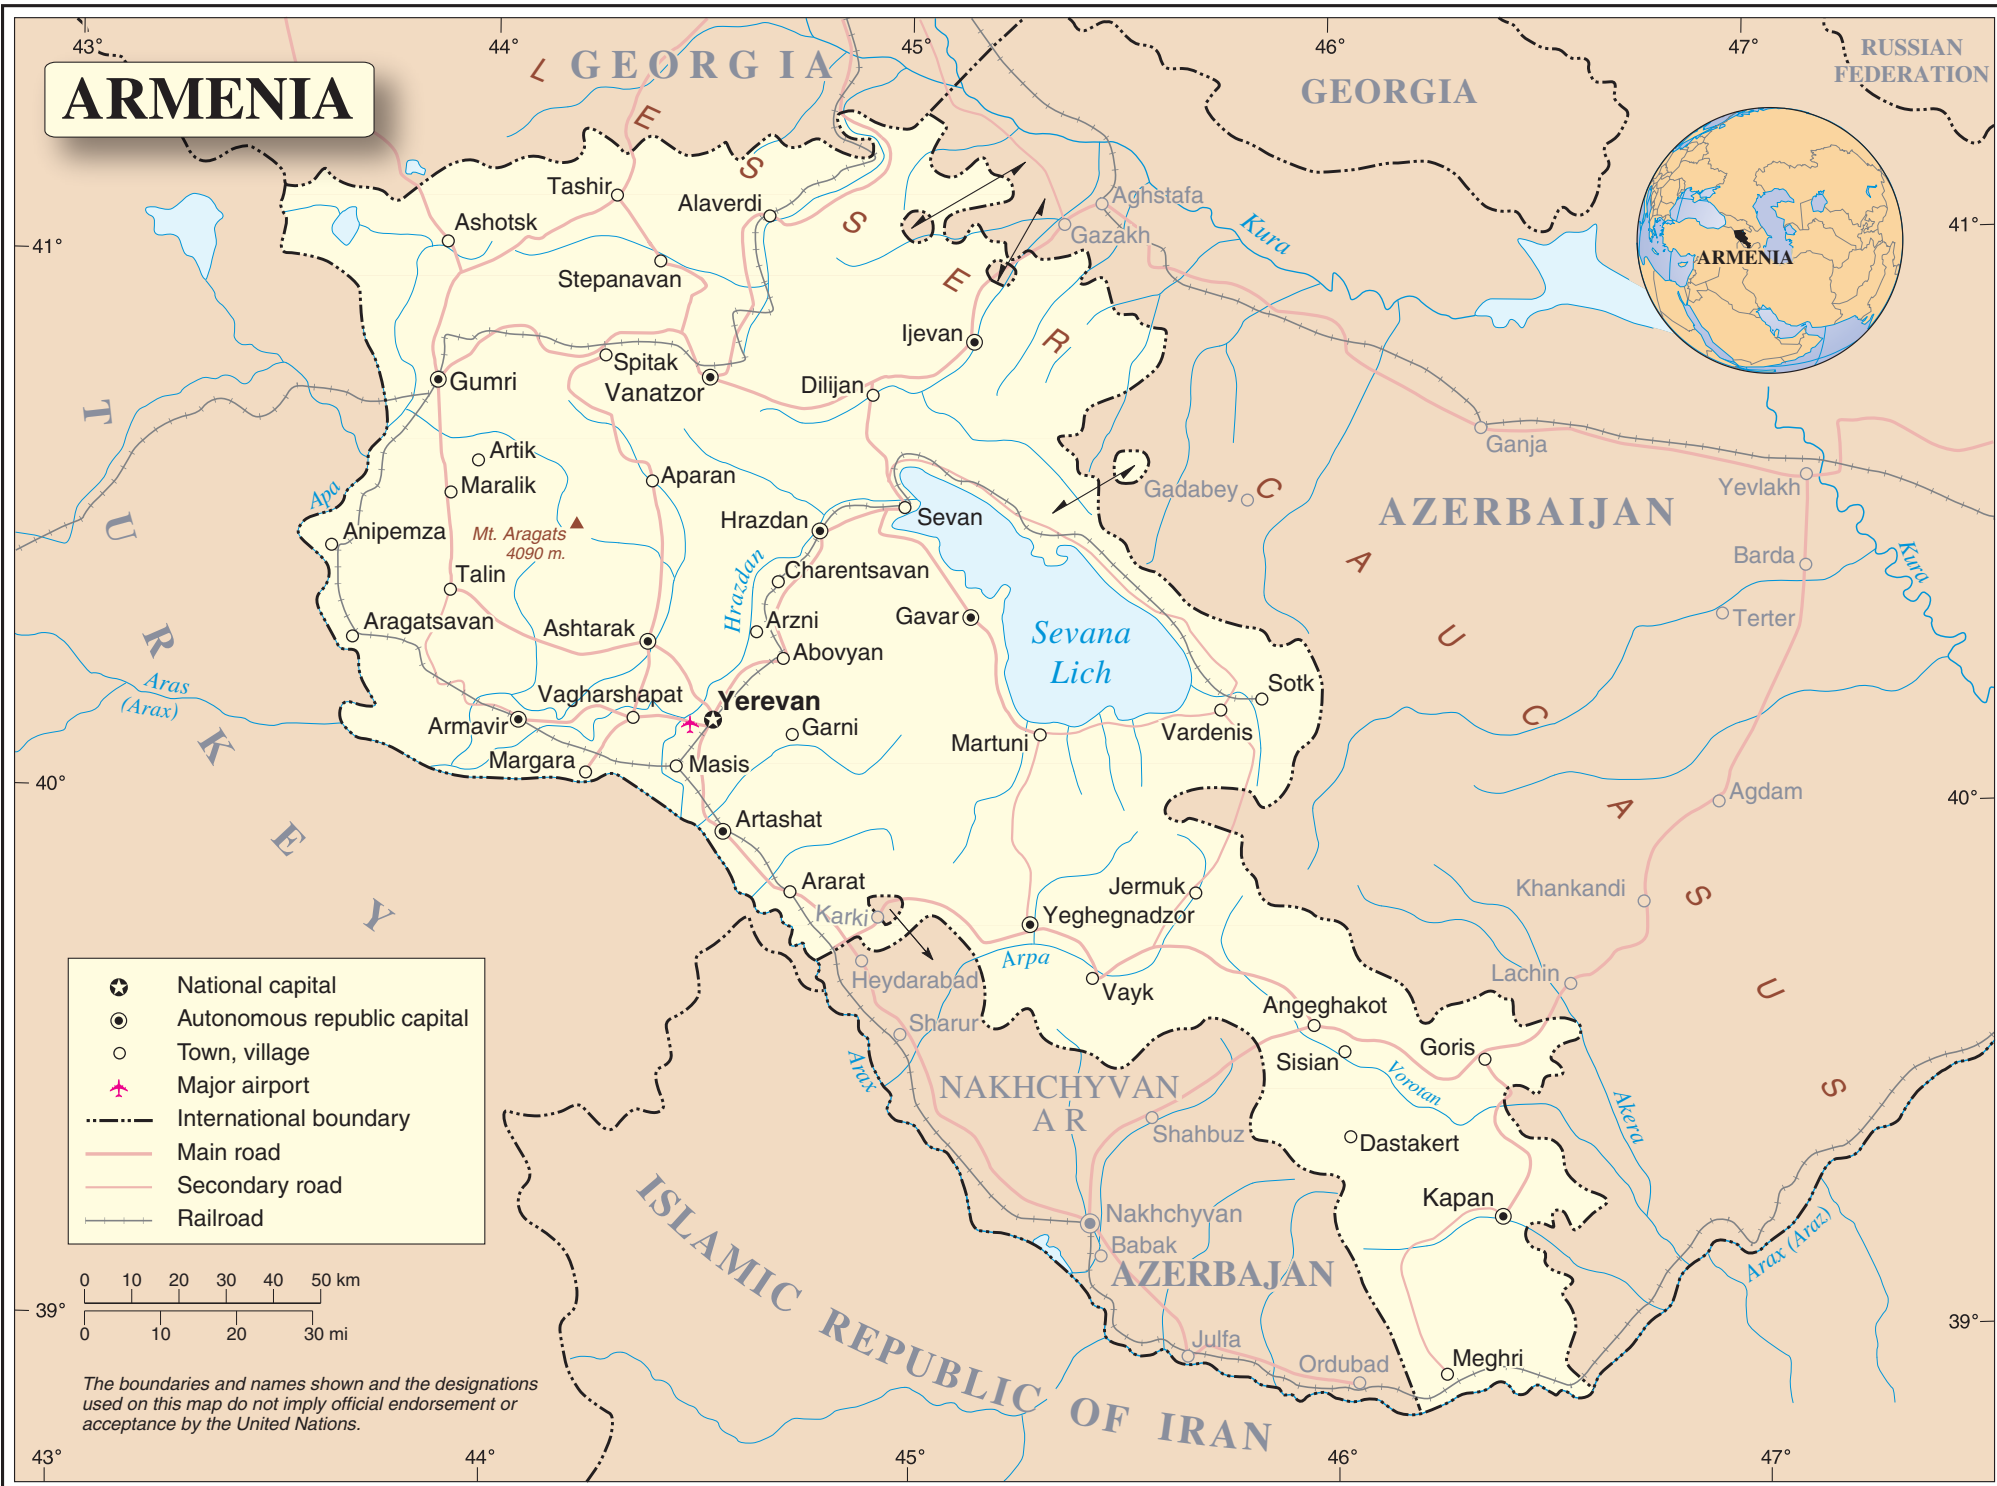 43°
44°
45°
46°
47°
ARMENIA
GEORGIA
GEORGIA
RUSSIAN
FEDERATION
LESSER
CAUCASUS
Tashir
Alaverdi
Ashotsk
Stepanavan
Aghstafa
Gazakh
Kura
41°
41°
ARMENIA
Ijevan
Spitak
Vanatzor
Dilijan
Gumri
TURKEY
Artik
Maralik
Aparan
Apa
Anipemza
Mt. Aragats
4090 m.
Hrazdan
Sevan
Hrazdan
Charentsavan
Ganja
Gadabey
AZERBAIJAN
Yevlakh
Barda
Kura
Terter
Talin
Aragatsavan
Ashtarak
Arzni
Abovyan
Gavar
Sevana
Lich
Aras
(Arax)
Vagharshapat
Yerevan
Armavir
Garni
Margara
Masis
Martuni
Vardenis
Sotk
40°
40°
Agdam
Artashat
Ararat
Karki
Jermuk
Yeghegnadzor
Khankandi
Arpa
Heydarabad
Vayk
Lachin
Sharur
Angeghakot
Sisian
Goris
Arax
Vorotan
Akera
NAKHCHYVAN
A R
Shahbuz
Dastakert
Kapan
Nakhchyvan
Babak
AZERBAJAN
Arax (Araz)
ISLAMIC REPUBLIC OF IRAN
Julfa
Ordubad
Meghri
39°
39°
National capital
Autonomous republic capital
Town, village
Major airport
International boundary
Main road
Secondary road
Railroad
0 10 20 30 40 50 km
0 10 20 30 mi
The boundaries and names shown and the designations
used on this map do not imply official endorsement or
acceptance by the United Nations.
43°
44°
45°
46°
47°